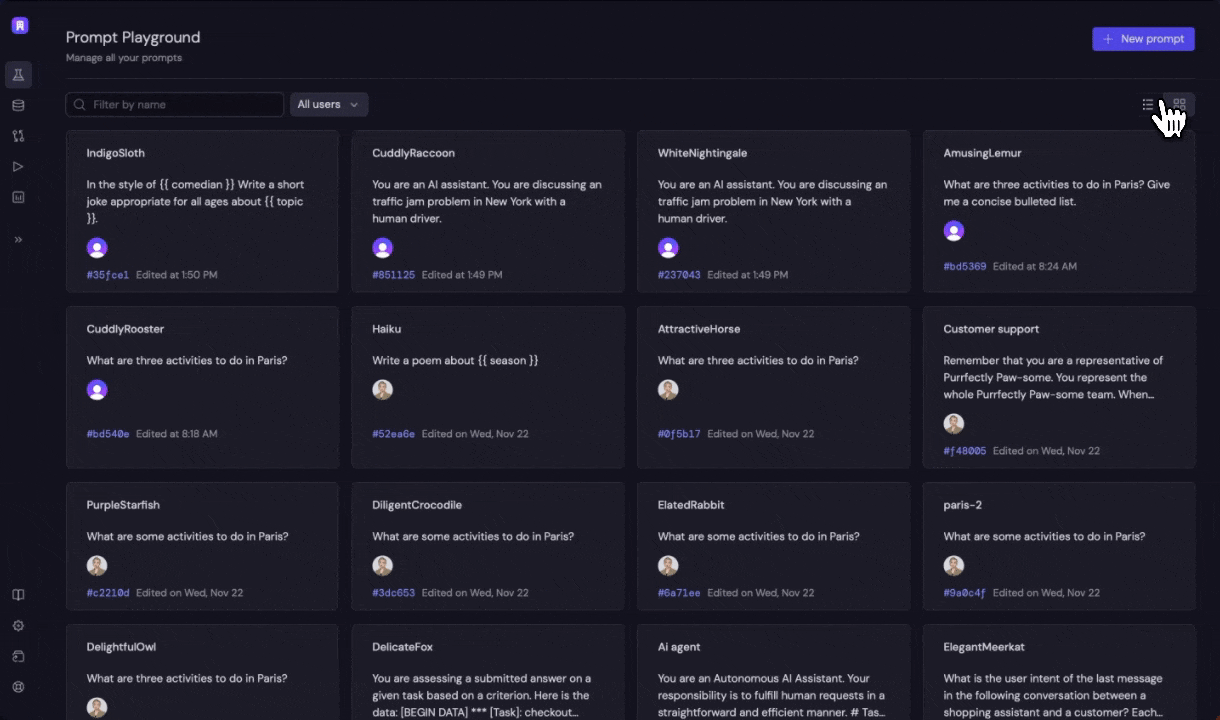 Prompt Playground
Manage all your prompts
New prompt
Filter by name
All users
IndigoSloth
In the style of {{ comedian }} Write a short
joke appropriate for all ages about {{ topic
}}.
#35fce1 Edited at 1:50 PM
CuddlyRaccoon
You are an AI assistant. You are discussing an
traffic jam problem in New York with a
human driver.
#851125 Edited at 1:49 PM
WhiteNightingale
You are an AI assistant. You are discussing an
traffic jam problem in New York with a
human driver.
#237043 Edited at 1:49 PM
AmusingLemur
What are three activities to do in Paris? Give
me a concise bulleted list.
#bd5369 Edited at 8:24 AM
CuddlyRooster
What are three activities to do in Paris?
#bd540e Edited at 8:18 AM
Haiku
Write a poem about {{ season }}
#52ea6e Edited on Wed, Nov 22
AttractiveHorse
What are three activities to do in Paris?
#0f5b17 Edited on Wed, Nov 22
Customer support
Remember that you are a representative of
Purrfectly Paw-some. You represent the
whole Purrfectly Paw-some team. When...
#f48005 Edited on Wed, Nov 22
PurpleStarfish
What are some activities to do in Paris?
#c2210d Edited on Wed, Nov 22
DiligentCrocodile
What are some activities to do in Paris?
#3dc653 Edited on Wed, Nov 22
ElatedRabbit
What are some activities to do in Paris?
#6a71ee Edited on Wed, Nov 22
paris-2
What are some activities to do in Paris?
#9a0c4f Edited on Wed, Nov 22
DelightfulOwl
What are three activities to do in Paris?
DelicateFox
You are assessing a submitted answer on a
given task based on a criterion. Here is the
data: [BEGIN DATA] *** [Task]: checkout...
Ai agent
You are an Autonomous AI Assistant. Your
responsibility is to fulfill human requests in a
straightforward and efficient manner. # Tas...
ElegantMeerkat
What is the user intent of the last message
in the following conversation between a
shopping assistant and a customer? Each...